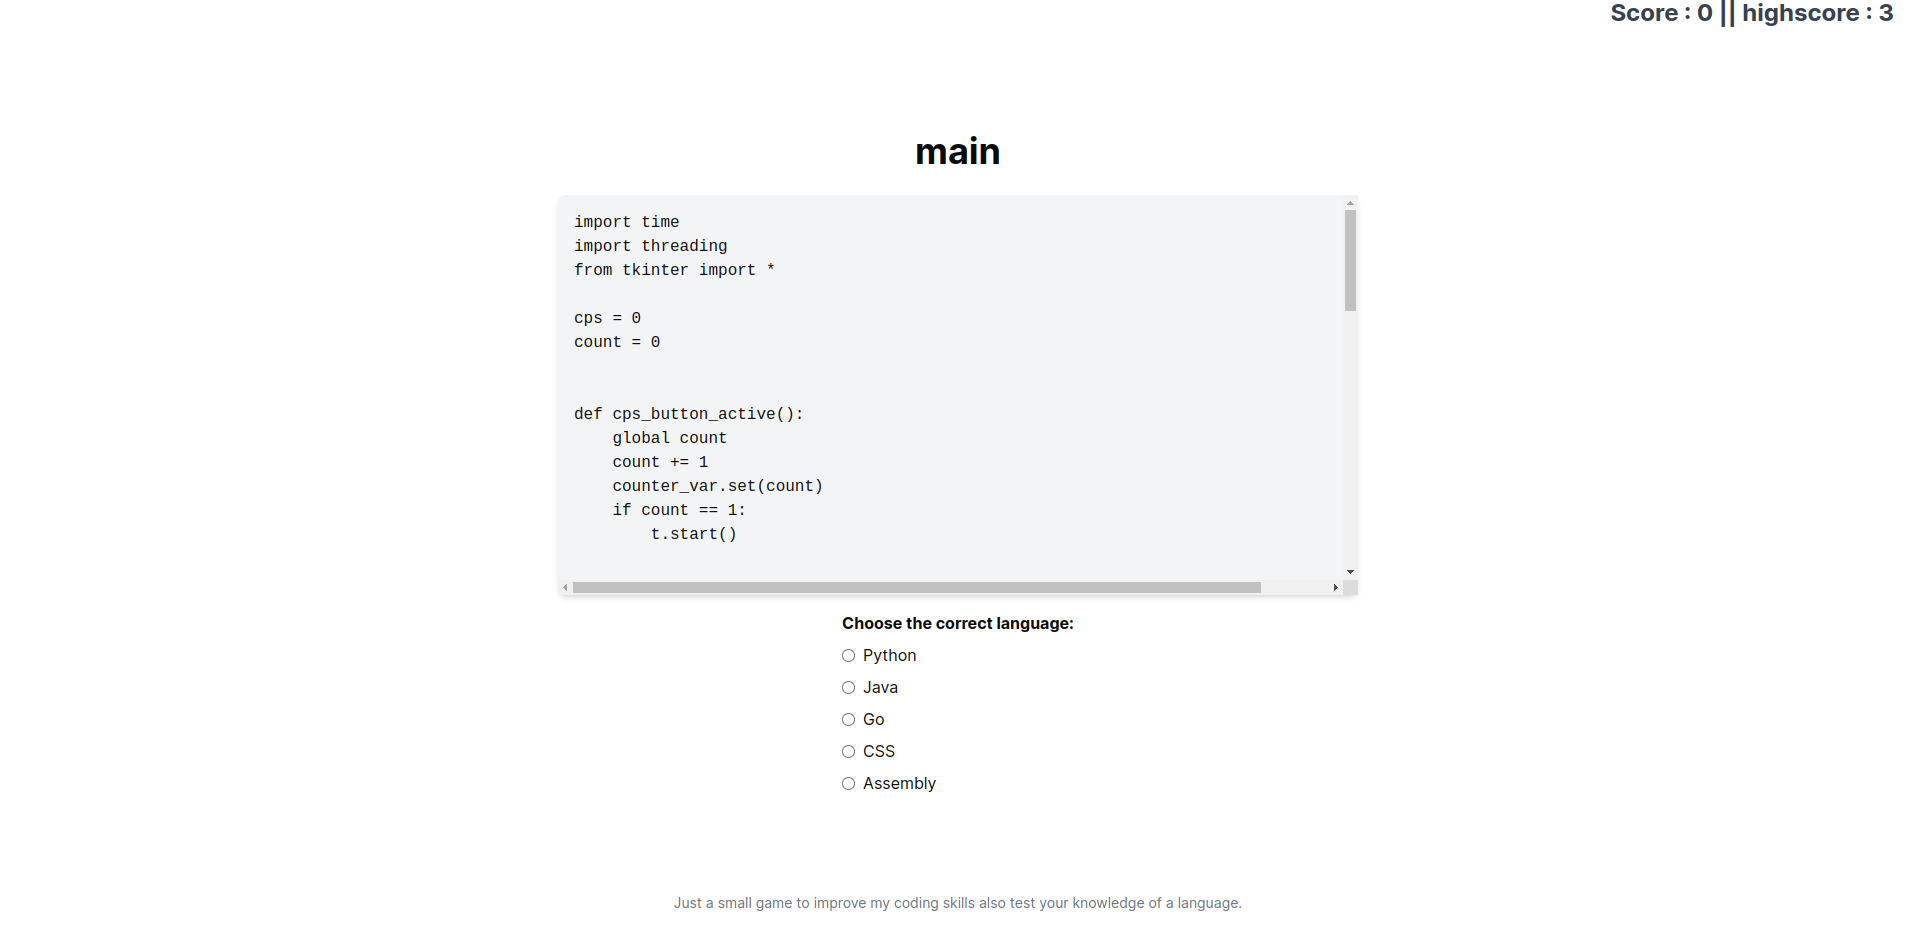 Score : 0 || highscore : 3
main
import time
import threading
from tkinter import *
cps = 0
count = 0
def cps_button_active():
    global count
    count += 1
    counter_var.set(count)
    if count == 1:
        t.start()
Choose the correct language:
Python
Java
Go
CSS
Assembly
Just a small game to improve my coding skills also test your knowledge of a language.